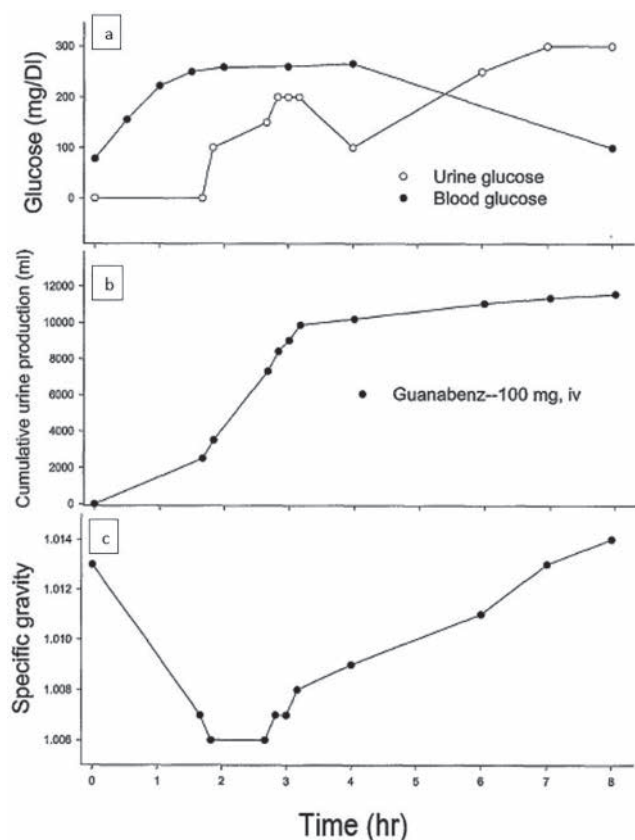 a
300
200
100
0
Glucose (mg/Dl)
Urine glucose
Blood glucose
b
12000
10000
8000
6000
4000
2000
0
Cumulative urine production (ml)
Guanabenz--100 mg, iv
c
1.014
1.013
1.010
1.008
1.006
Specific gravity
0 1 2 3 4 5 6 7 8
Time (hr)